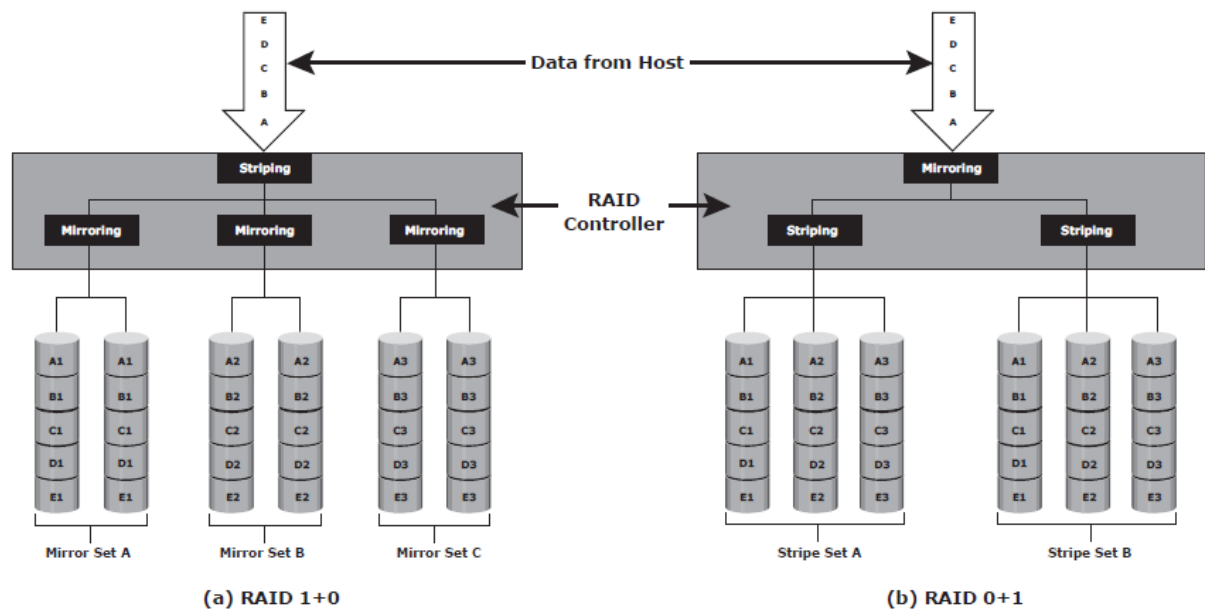 E
D
C
B
A
Data from Host
E
D
C
B
A
Striping
Mirroring
Mirroring
Mirroring
RAID
Controller
Mirroring
Striping
Striping
A1 A1 A2 A2 A3 A3
B1 B1 B2 B2 B3 B3
C1 C1 C2 C2 C3 C3
D1 D1 D2 D2 D3 D3
E1 E1 E2 E2 E3 E3
Mirror Set A
Mirror Set B
Mirror Set C
(a) RAID 1+0
A1 A2 A3 A1 A2 A3
B1 B2 B3 B1 B2 B3
C1 C2 C3 C1 C2 C3
D1 D2 D3 D1 D2 D3
E1 E2 E3 E1 E2 E3
Stripe Set A
Stripe Set B
(b) RAID 0+1